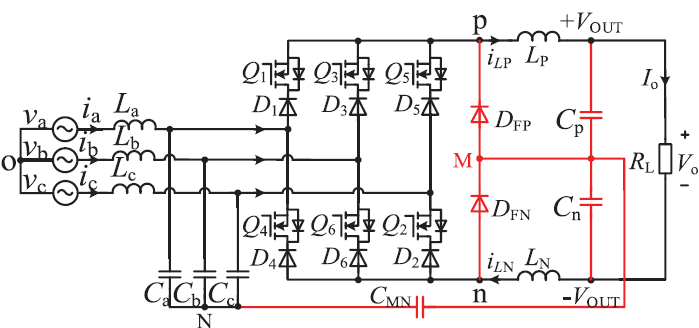 p +V_OUT
i_LP L_P
Q_1 Q_3 Q_5 I_o
L_a D_1 D_3 D_5 D_FP C_p
v_a i_a L_b
o v_b i_b L_c M R_L + V_o -
v_c i_c
Q_4 Q_6 Q_2 D_FN C_n
D_4 D_6 D_2 i_LN L_N
C_a C_b C_c C_MN n -V_OUT
N